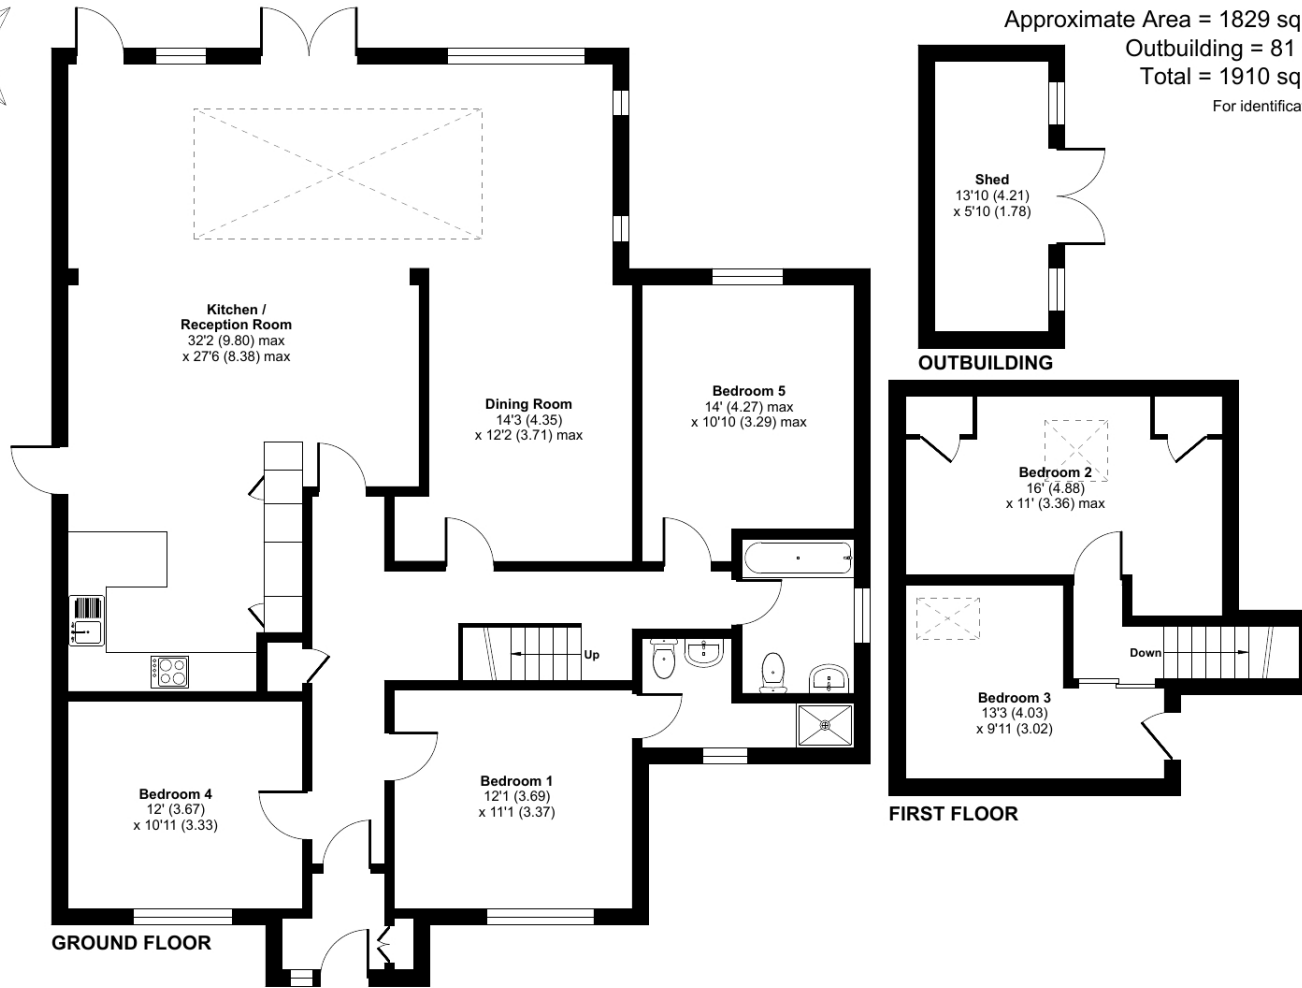 Approximate Area = 1829 sq
Outbuilding = 81
Total = 1910 sq
For identifica
Shed
13'10 (4.21)
x 5'10 (1.78)
OUTBUILDING
Kitchen /
Reception Room
32'2 (9.80) max
x 27'6 (8.38) max
Dining Room
14'3 (4.35)
x 12'2 (3.71) max
Bedroom 5
14' (4.27) max
x 10'10 (3.29) max
Bedroom 2
16' (4.88)
x 11' (3.36) max
Up
Down
Bedroom 3
13'3 (4.03)
x 9'11 (3.02)
Bedroom 4
12' (3.67)
x 10'11 (3.33)
Bedroom 1
12'1 (3.69)
x 11'1 (3.37)
FIRST FLOOR
GROUND FLOOR